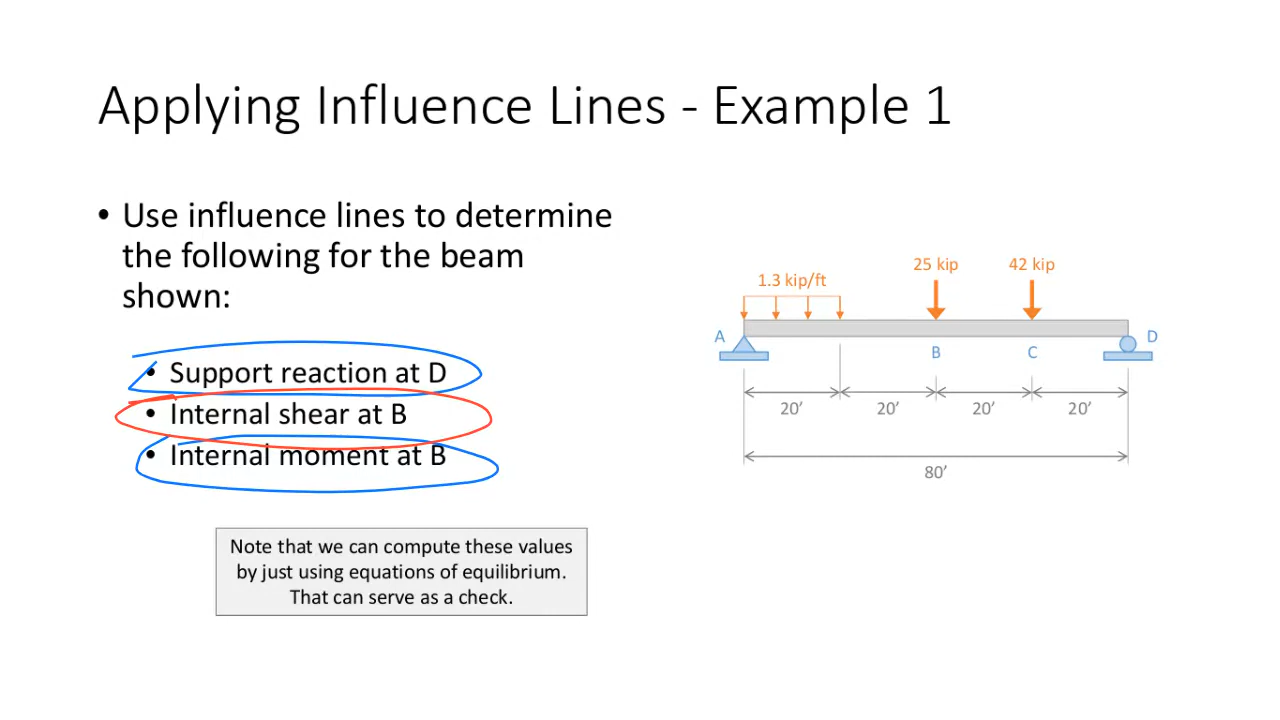 Applying Influence Lines - Example 1
• Use influence lines to determine
the following for the beam
shown:
• Support reaction at D
• Internal shear at B
• Internal moment at B
Note that we can compute these values
by just using equations of equilibrium.
That can serve as a check.
25 kip 42 kip
1.3 kip/ft
A D
B C
20’ 20’ 20’ 20’
80’